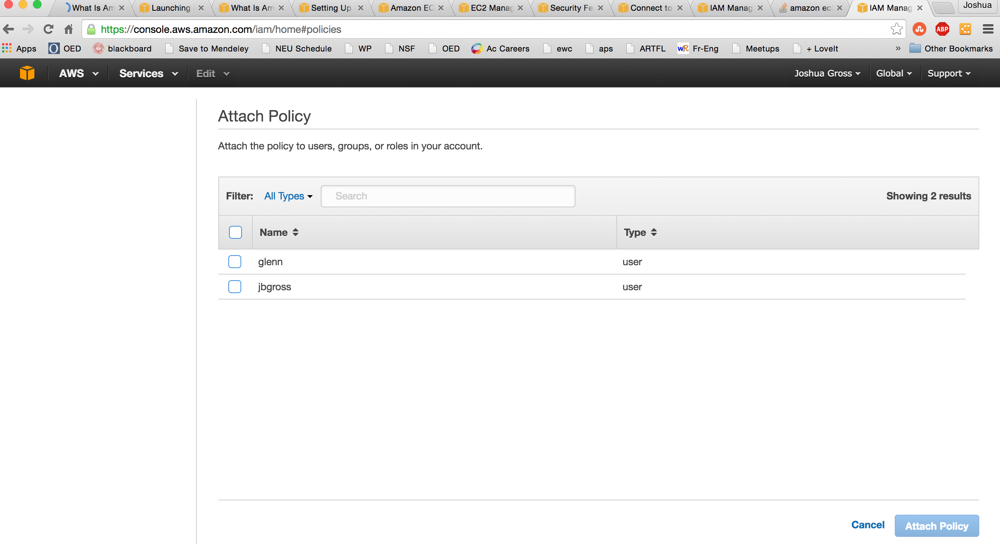 What Is Am
Launching
What Is Am
Setting Up
Amazon EC
EC2 Manag
Security Fe
Connect to
IAM Manag
amazon ec2
IAM Manag
Joshua
https://console.aws.amazon.com/iam/home#policies
ABP
Apps OED blackboard Save to Mendeley NEU Schedule WP NSF OED Ac Careers ewc aps ARTFL WR Fr-Eng Meetups + LoveIt » Other Bookmarks
AWS Services Edit Joshua Gross Global Support
Attach Policy
Attach the policy to users, groups, or roles in your account.
Filter: All Types Search Showing 2 results
Name Type
glenn user
jbgross user
Cancel Attach Policy